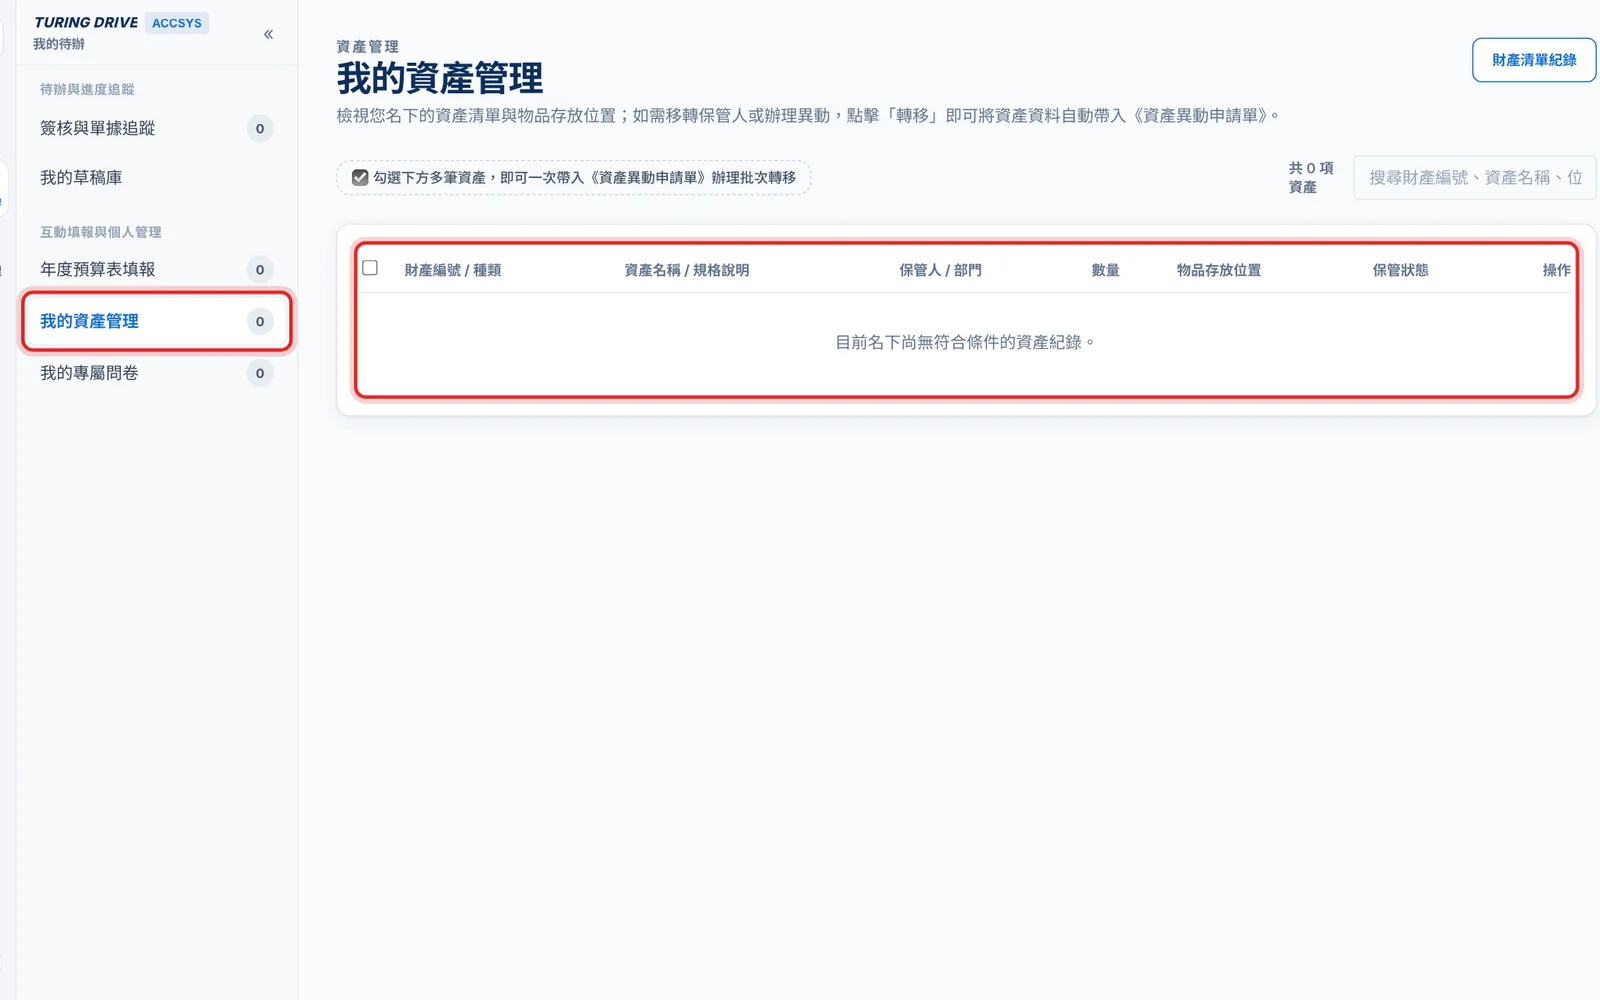 TURING DRIVE ACCSYS
我的待辦
«
待辦與進度追蹤
簽核與單據追蹤 0
我的草稿庫
互動填報與個人管理
年度預算表填報 0
我的資產管理 0
我的專屬問卷 0
資產管理
我的資產管理
檢視您名下的資產清單與物品存放位置；如需移轉保管人或辦理異動，點擊「轉移」即可將資產資料自動帶入《資產異動申請單》。
財產清單紀錄
勾選下方多筆資產，即可一次帶入《資產異動申請單》辦理批次轉移
共 0 項
資產
搜尋財產編號、資產名稱、位
財產編號 / 種類 資產名稱 / 規格說明 保管人 / 部門 數量 物品存放位置 保管狀態 操作
目前名下尚無符合條件的資產紀錄。